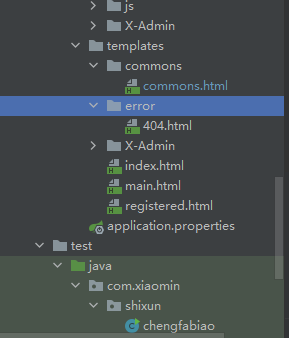 js
X-Admin
templates
commons
commons.html
error
404.html
X-Admin
index.html
main.html
registered.html
application.properties
test
java
com.xiaomin
shixun
chengfabiao